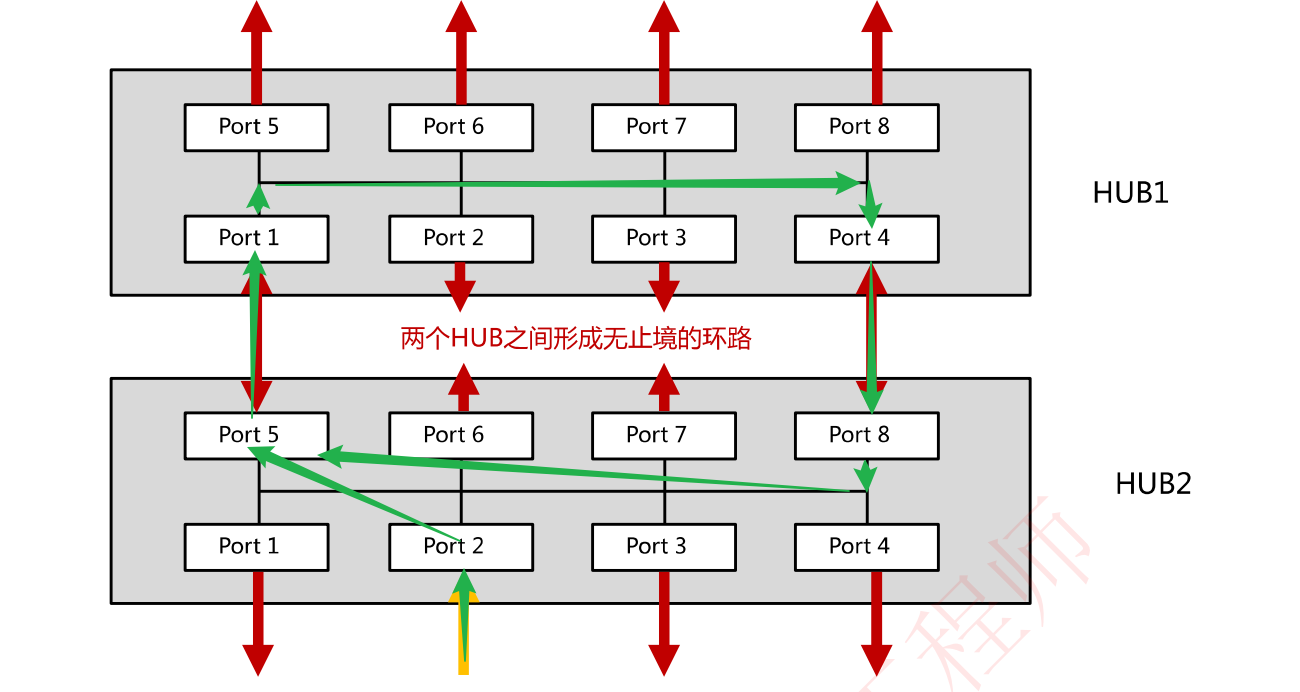 Port 5 Port 6 Port 7 Port 8
Port 1 Port 2 Port 3 Port 4
HUB1
两个HUB之间形成无止境的环路
Port 5 Port 6 Port 7 Port 8
HUB2
Port 1 Port 2 Port 3 Port 4
程师